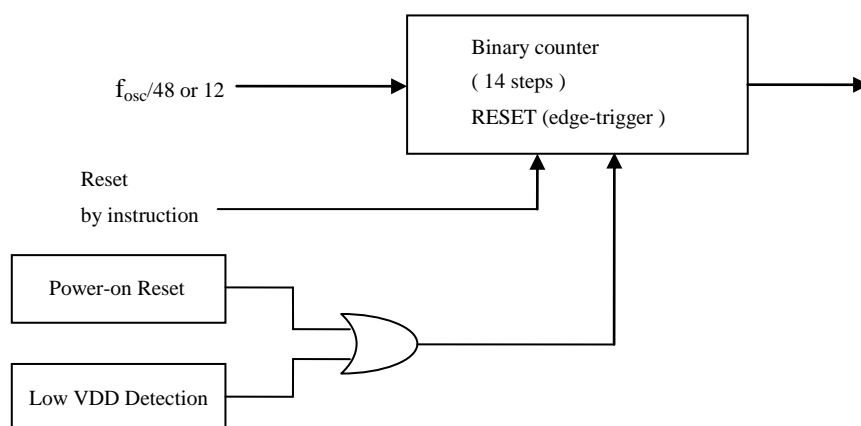 Binary counter
( 14 steps )
RESET (edge-trigger )
fosc/48 or 12
Reset
by instruction
Power-on Reset
Low VDD Detection